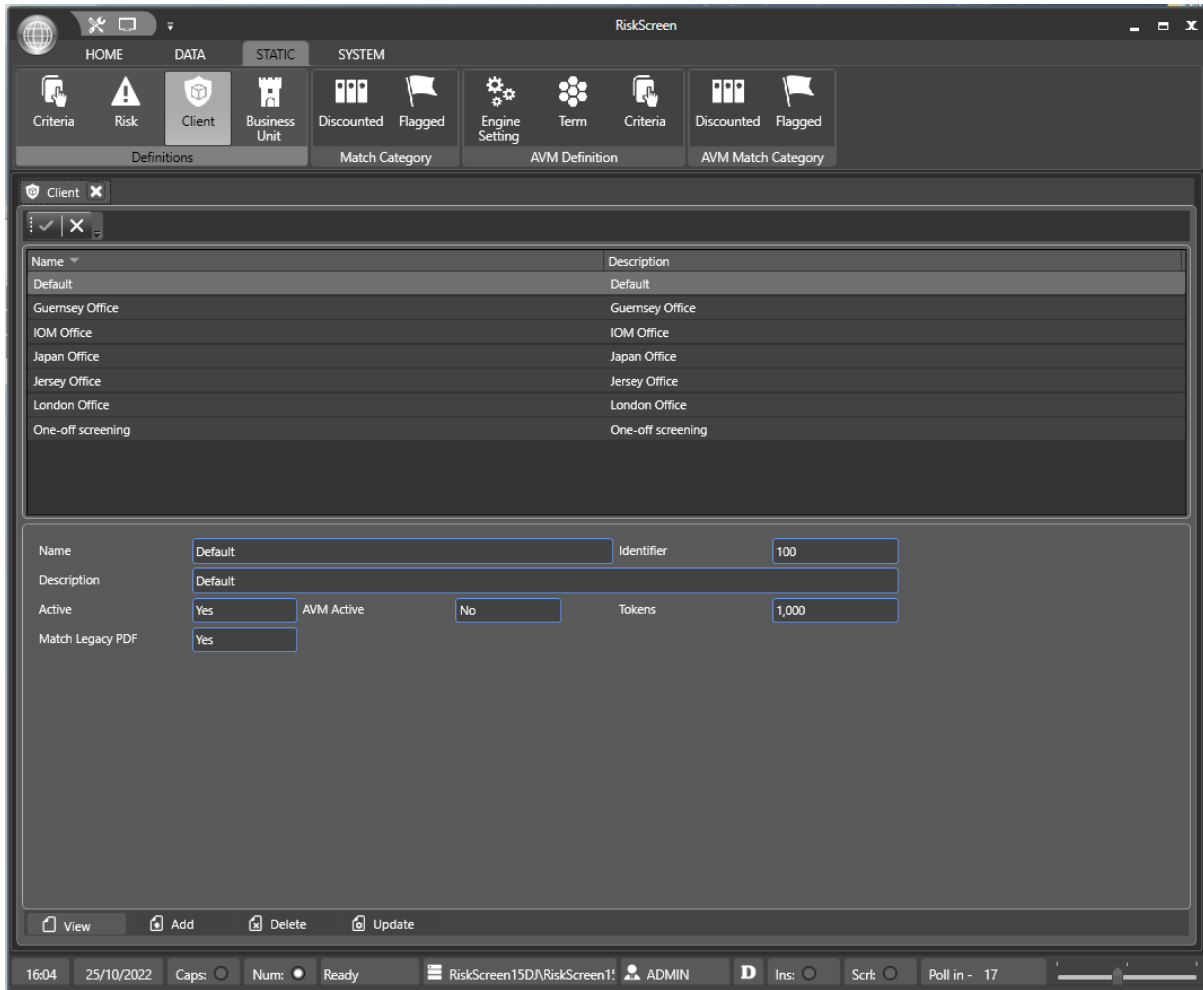 RiskScreen
HOME DATA STATIC SYSTEM
Criteria Risk Client Business Unit Discounted Flagged Engine Setting Term Criteria Discounted Flagged
Definitions Match Category AVM Definition AVM Match Category
Client
Name Description
Default Default
Guernsey Office Guernsey Office
IOM Office IOM Office
Japan Office Japan Office
Jersey Office Jersey Office
London Office London Office
One-off screening One-off screening
Name Default Identifier 100
Description Default
Active Yes AVM Active No Tokens 1,000
Match Legacy PDF Yes
View Add Delete Update
16:04 25/10/2022 Caps: Num: Ready RiskScreen15DJ\RiskScreen1 ADMIN D Ins: Scrl: Poll in - 17